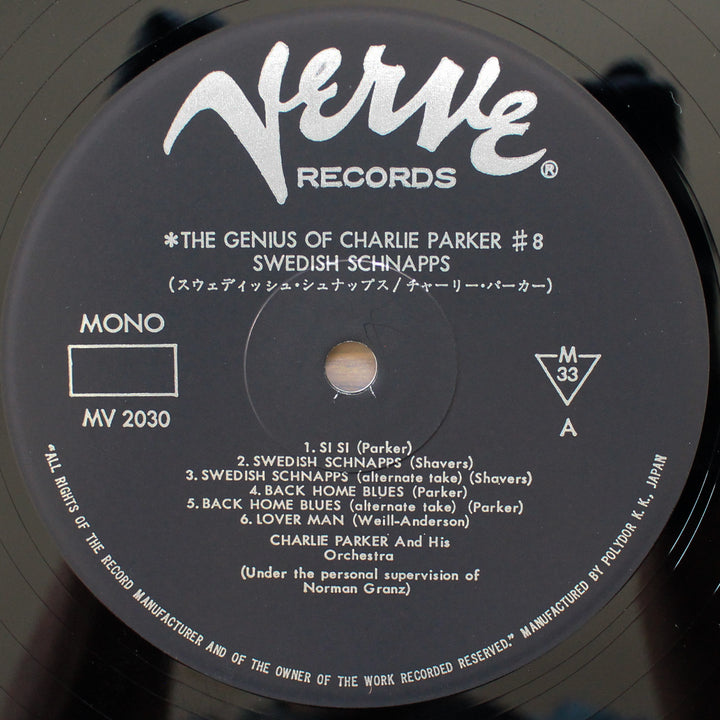 Verve
RECORDS ®
*THE GENIUS OF CHARLIE PARKER #8
SWEDISH SCHNAPPS
(スウェディッシュ・シュナップス/チャーリー・パーカー)
MONO
MV 2030
M
33
A
1. SI SI (Parker)
2. SWEDISH SCHNAPPS (Shavers)
3. SWEDISH SCHNAPPS (alternate take) (Shavers)
4. BACK HOME BLUES (Parker)
5. BACK HOME BLUES (alternate take) (Parker)
6. LOVER MAN (Weill-Anderson)
CHARLIE PARKER And His
Orchestra
(Under the personal supervision of
Norman Granz)
"ALL RIGHTS OF THE RECORD MANUFACTURER AND OF THE OWNER OF THE WORK RECORDED RESERVED." MANUFACTURED BY POLYDOR K. K., JAPAN